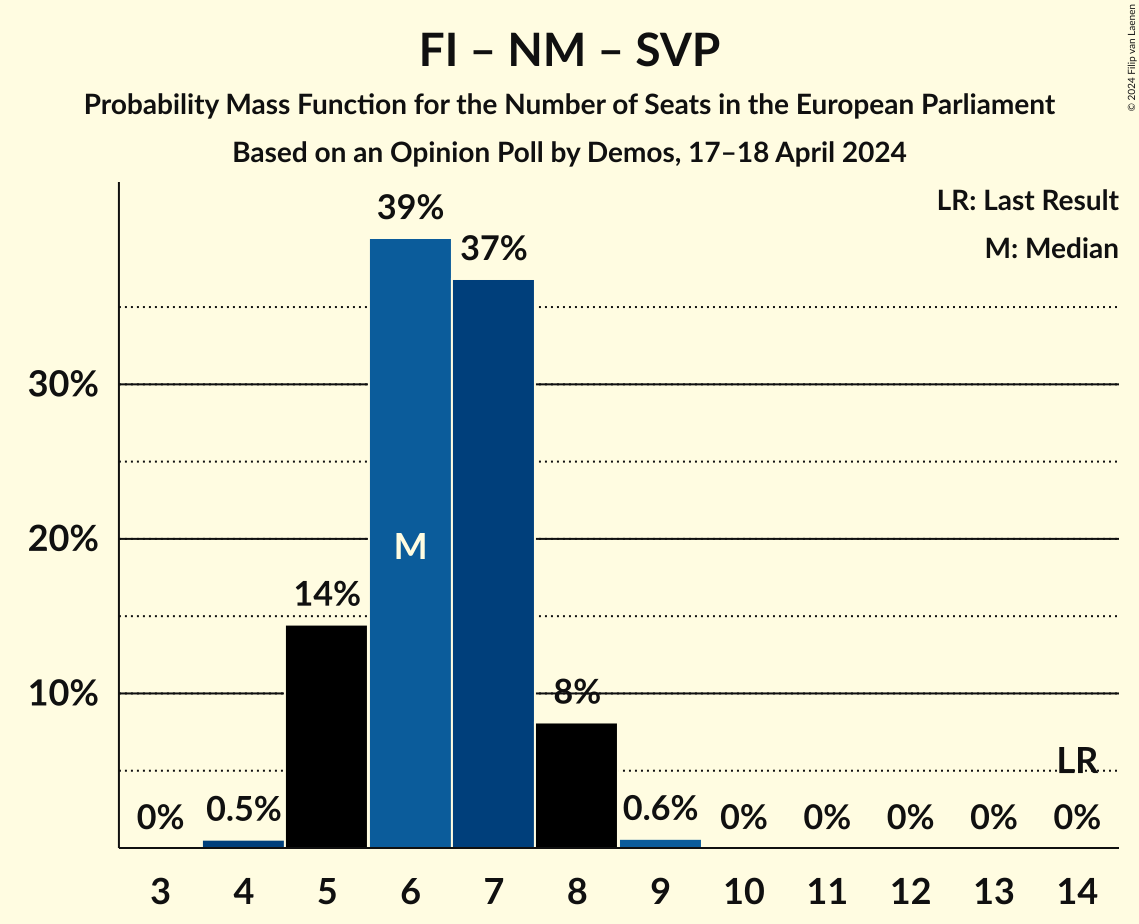 FI – NM – SVP
Probability Mass Function for the Number of Seats in the European Parliament
Based on an Opinion Poll by Demos, 17–18 April 2024
© 2024 Filip van Laenen
LR: Last Result
M: Median
39%
37%
30%
20%
M
14%
10%
8%
LR
0% 0.5% 0.6% 0% 0% 0% 0% 0%
3 4 5 6 7 8 9 10 11 12 13 14